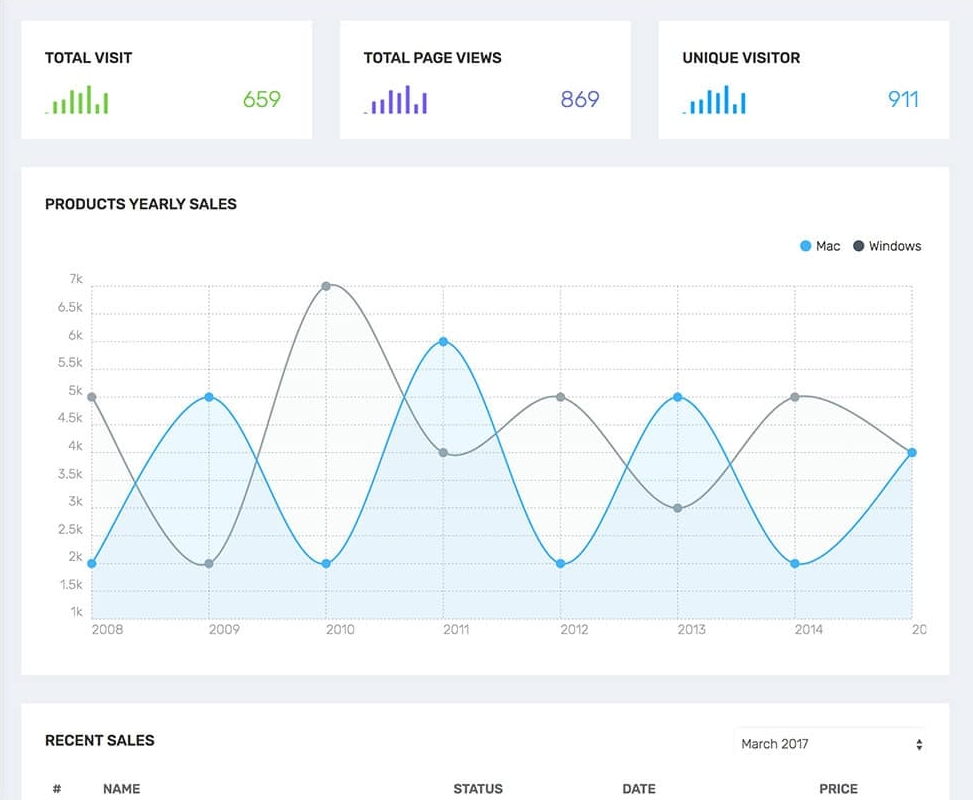 TOTAL VISIT
659
TOTAL PAGE VIEWS
869
UNIQUE VISITOR
911
PRODUCTS YEARLY SALES
Mac Windows
7k
6.5k
6k
5.5k
5k
4.5k
4k
3.5k
3k
2.5k
2k
1.5k
1k
2008 2009 2010 2011 2012 2013 2014 20
RECENT SALES
March 2017
# NAME STATUS DATE PRICE